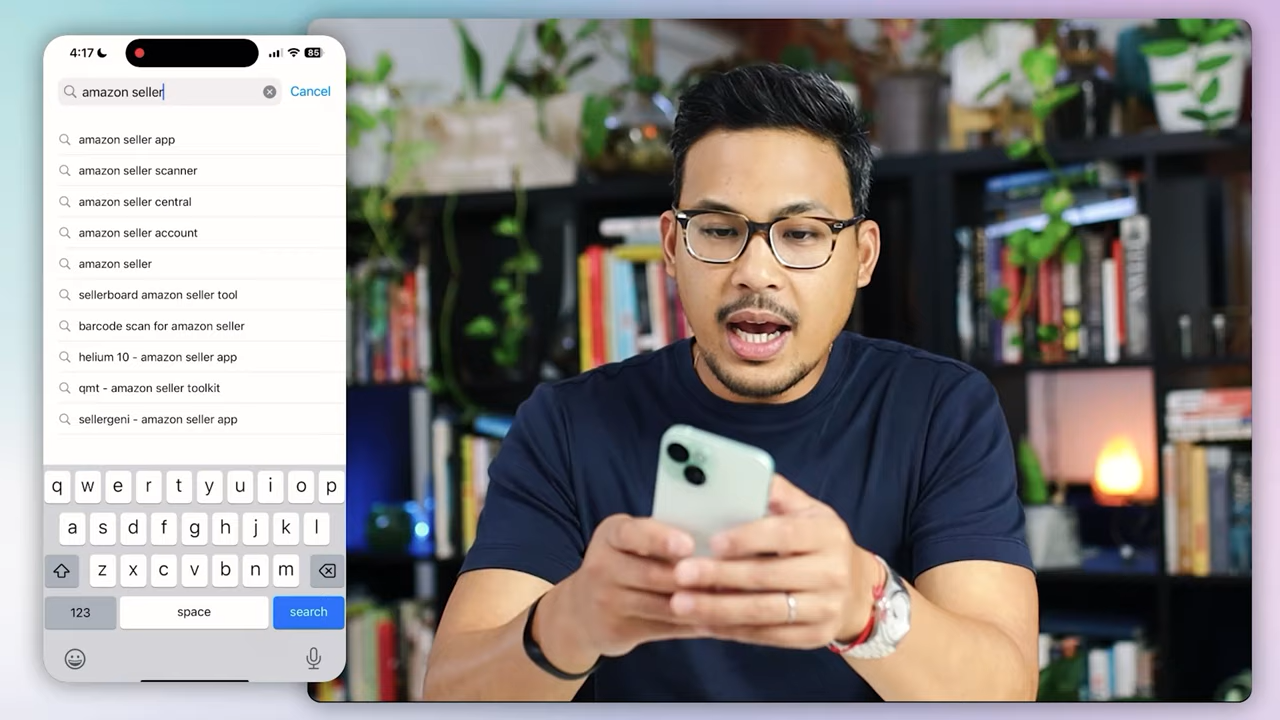 4:17
85
amazon seller
Cancel
amazon seller app
amazon seller scanner
amazon seller central
amazon seller account
amazon seller
sellerboard amazon seller tool
barcode scan for amazon seller
helium 10 - amazon seller app
qmt - amazon seller toolkit
sellergeni - amazon seller app
q w e r t y u i o p
a s d f g h j k l
z x c v b n m
123 space search